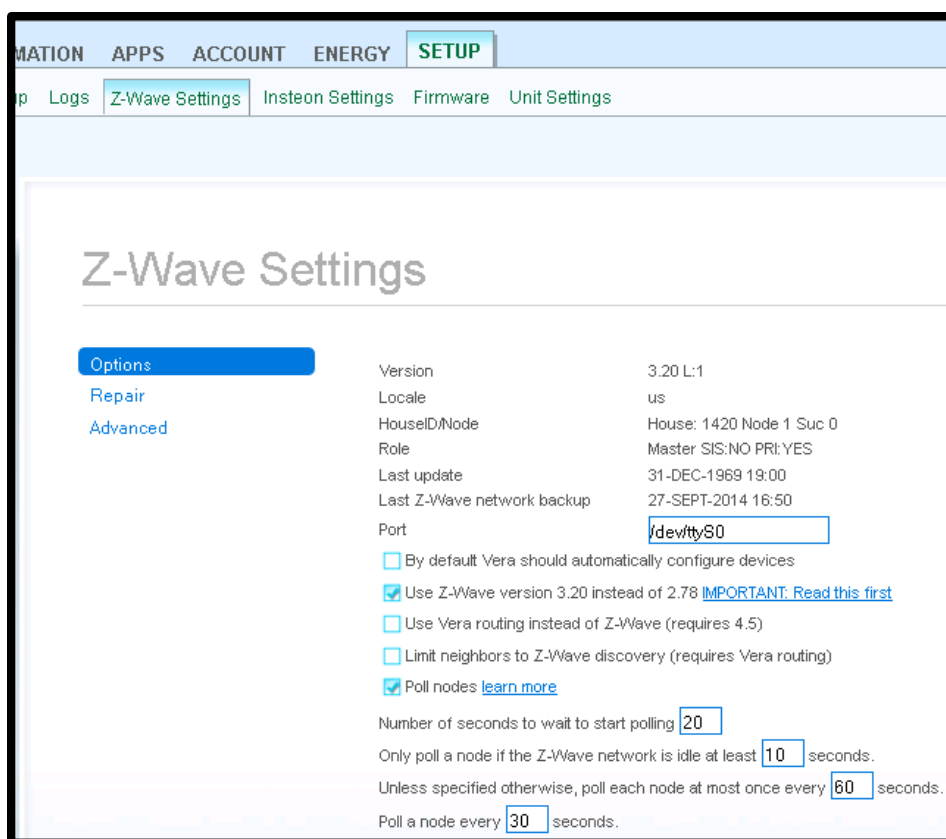 MATION APPS ACCOUNT ENERGY SETUP
up Logs Z-Wave Settings Insteon Settings Firmware Unit Settings
Z-Wave Settings
Options
Repair
Advanced
Version 3.20 L:1
Locale us
HouseID/Node House: 1420 Node 1 Suc 0
Role Master SIS:NO PRI:YES
Last update 31-DEC-1969 19:00
Last Z-Wave network backup 27-SEPT-2014 16:50
Port /dev/ttyS0
By default Vera should automatically configure devices
Use Z-Wave version 3.20 instead of 2.78 IMPORTANT: Read this first
Use Vera routing instead of Z-Wave (requires 4.5)
Limit neighbors to Z-Wave discovery (requires Vera routing)
Poll nodes learn more
Number of seconds to wait to start polling 20
Only poll a node if the Z-Wave network is idle at least 10 seconds.
Unless specified otherwise, poll each node at most once every 60 seconds.
Poll a node every 30 seconds.